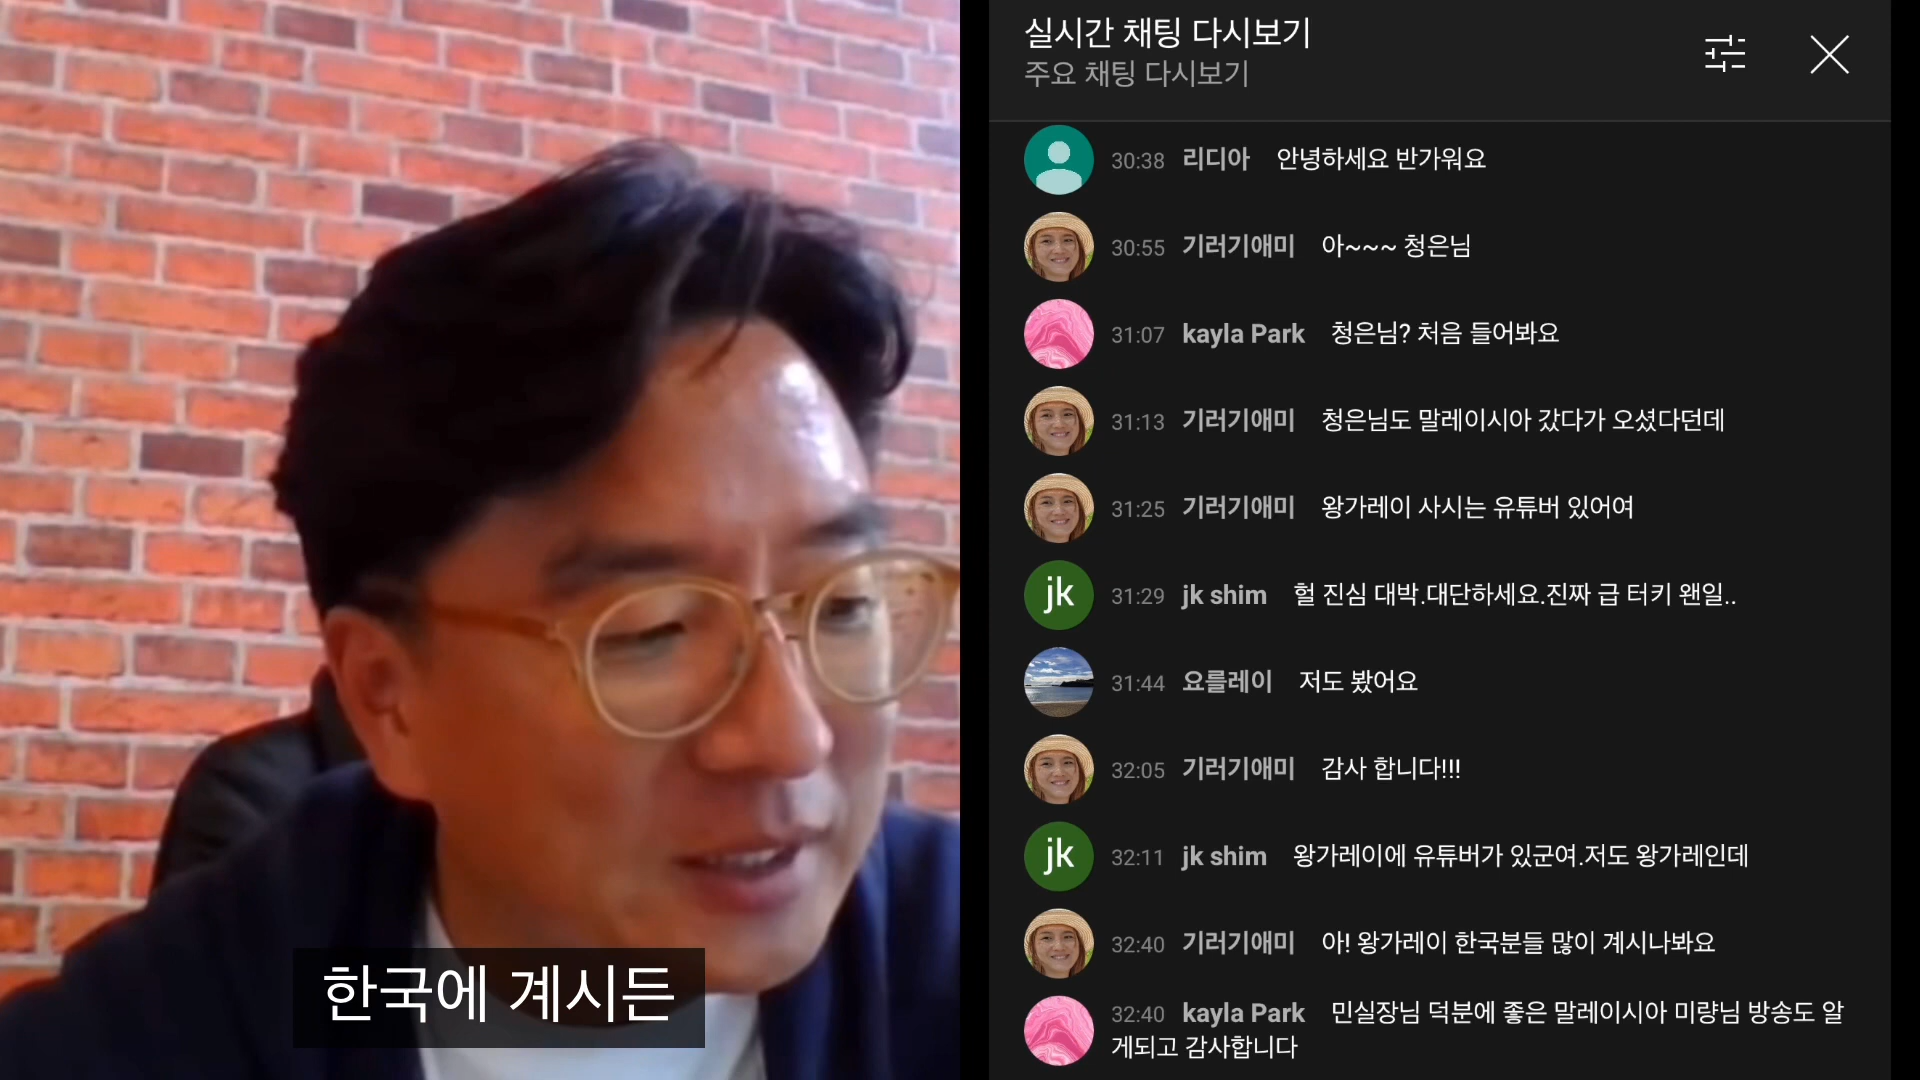 실시간 채팅 다시보기
주요 채팅 다시보기
30:38 리디아 안녕하세요 반가워요
30:55 기러기애미 아~~~ 청은님
31:07 kayla Park 청은님? 처음 들어봐요
31:13 기러기애미 청은님도 말레이시아 갔다가 오셨다던데
31:25 기러기애미 왕가레이 사시는 유튜버 있어여
jk 31:29 jk shim 헐 진심 대박.대단하세요.진짜 급 터키 왠일..
31:44 요를레이 저도 봤어요
32:05 기러기애미 감사 합니다!!!
jk 32:11 jk shim 왕가레이에 유튜버가 있군여.저도 왕가레인데
32:40 기러기애미 아! 왕가레이 한국분들 많이 계시나봐요
32:40 kayla Park 민실장님 덕분에 좋은 말레이시아 미량님 방송도 알
게되고 감사합니다
한국에 계시든